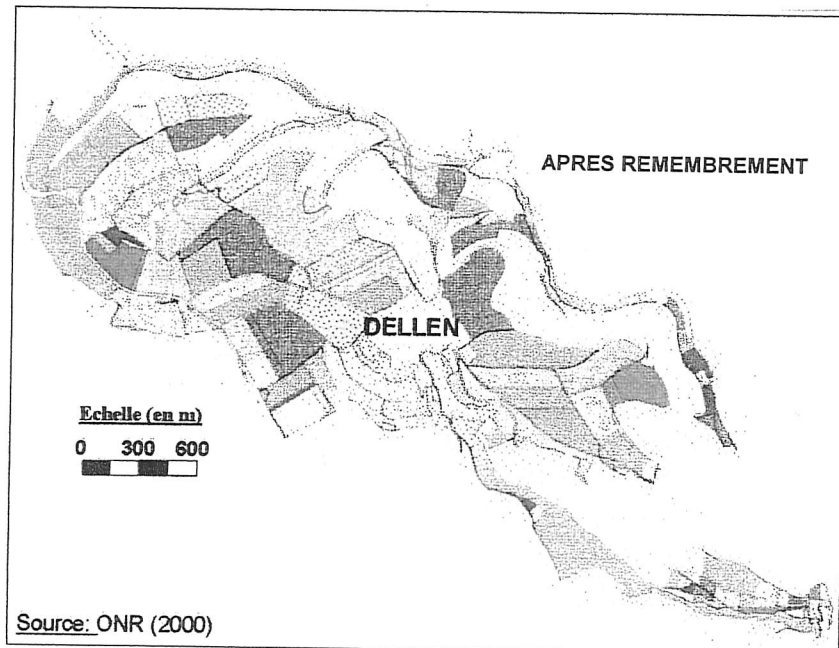 APRES REMEMBREMENT
DELLEN
Echelle (en m)
0 300 600
Source: ONR (2000)